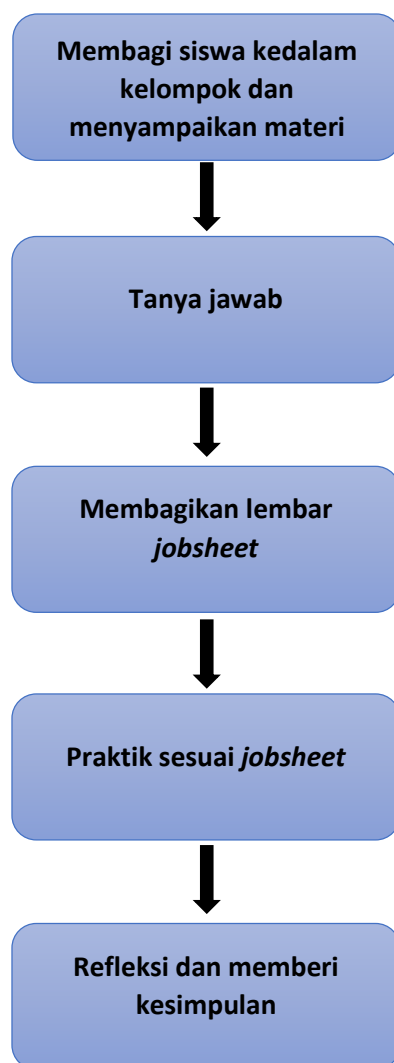 Membagi siswa kedalam
kelompok dan
menyampaikan materi
Tanya jawab
Membagikan lembar
jobsheet
Praktik sesuai jobsheet
Refleksi dan memberi
kesimpulan